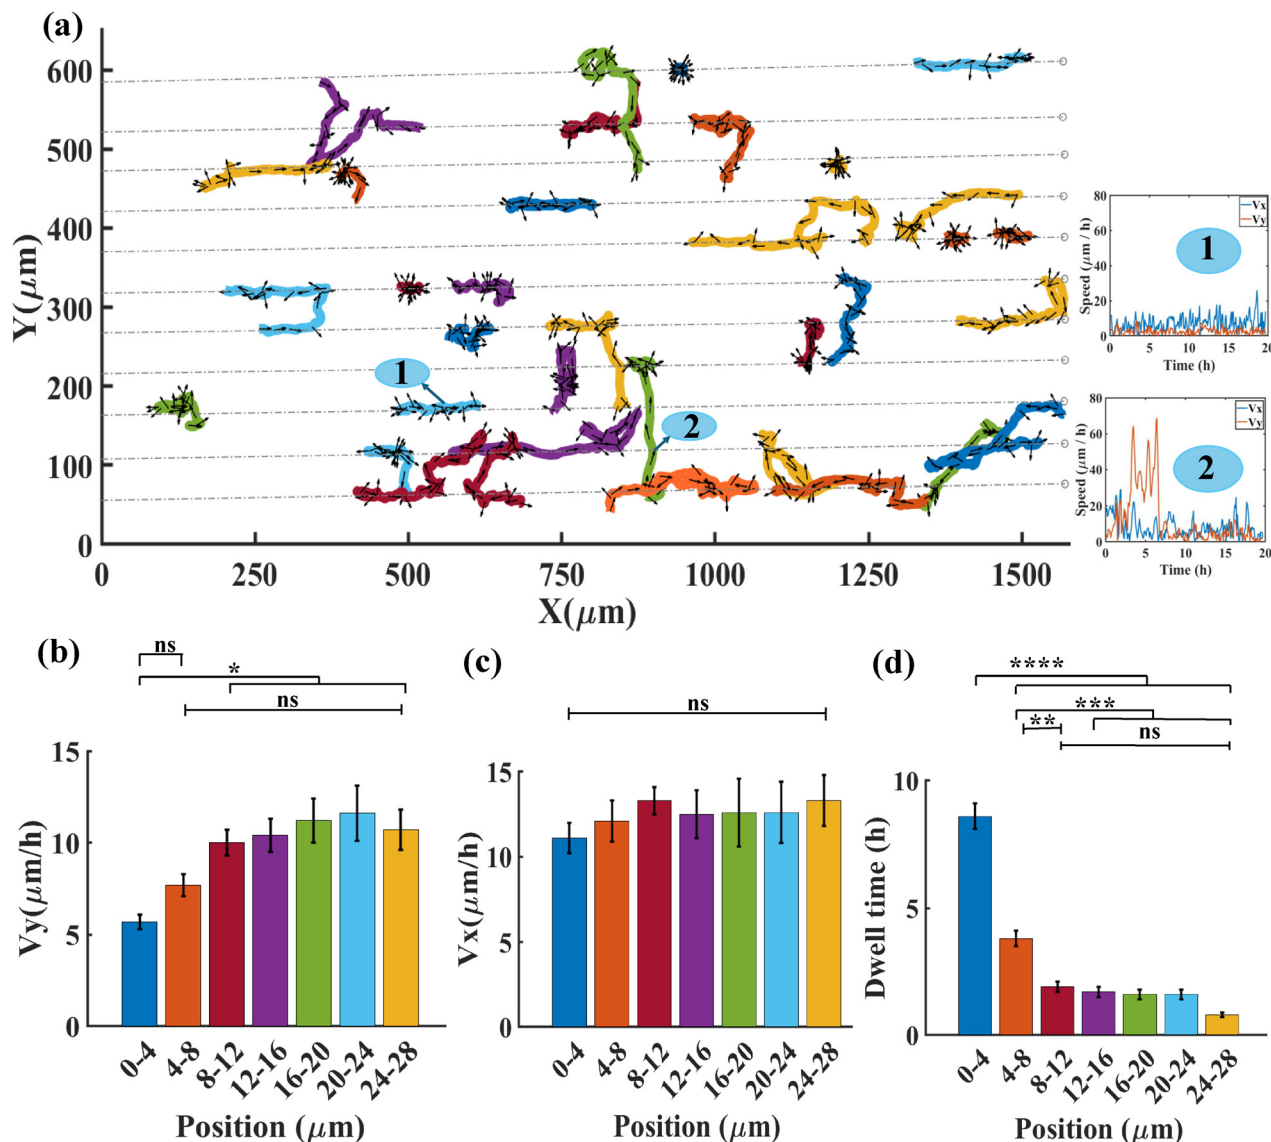 (a)
600
500
400
300
200
100
0
Y(μm)
0 250 500 750 1000 1250 1500
X(μm)
1
2
80
60
40
20
0
Speed (μm / h)
Vx
Vy
1
0 5 10 15 20
Time (h)
80
60
40
20
0
Speed (μm / h)
Vx
Vy
2
0 5 10 15 20
Time (h)
(b)
ns
*
ns
15
10
5
0
Vy(μm/h)
0-4 4-8 8-12 12-16 16-20 20-24 24-28
Position (μm)
(c)
ns
15
10
5
0
Vx(μm/h)
0-4 4-8 8-12 12-16 16-20 20-24 24-28
Position (μm)
(d)
****
***
**
ns
10
5
0
Dwell time (h)
0-4 4-8 8-12 12-16 16-20 20-24 24-28
Position (μm)